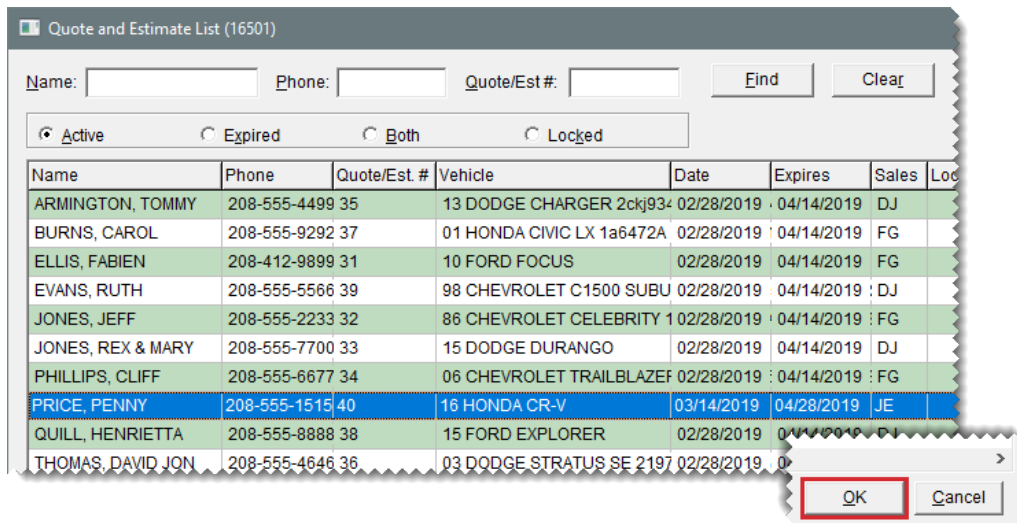 Quote and Estimate List (16501)
Name: Phone: Quote/Est #: Find Clear
Active Expired Both Locked
Name Phone Quote/Est. # Vehicle Date Expires Sales Loc
ARMINGTON, TOMMY 208-555-4499 35 13 DODGE CHARGER 2ckj934 02/28/2019 04/14/2019 DJ
BURNS, CAROL 208-555-9292 37 01 HONDA CIVIC LX 1a6472A 02/28/2019 04/14/2019 FG
ELLIS, FABIEN 208-412-9899 31 10 FORD FOCUS 02/28/2019 04/14/2019 FG
EVANS, RUTH 208-555-5566 39 98 CHEVROLET C1500 SUBU 02/28/2019 04/14/2019 DJ
JONES, JEFF 208-555-2233 32 86 CHEVROLET CELEBRITY 1 02/28/2019 04/14/2019 FG
JONES, REX & MARY 208-555-7700 33 15 DODGE DURANGO 02/28/2019 04/14/2019 DJ
PHILLIPS, CLIFF 208-555-6677 34 06 CHEVROLET TRAILBLAZER 02/28/2019 04/14/2019 FG
PRICE, PENNY 208-555-1515 40 16 HONDA CR-V 03/14/2019 04/28/2019 JE
QUILL, HENRIETTA 208-555-8888 38 15 FORD EXPLORER 02/28/2019 04/14/2019 DJ
THOMAS, DAVID JON 208-555-4646 36 03 DODGE STRATUS SE 2197 02/28/2019
OK Cancel